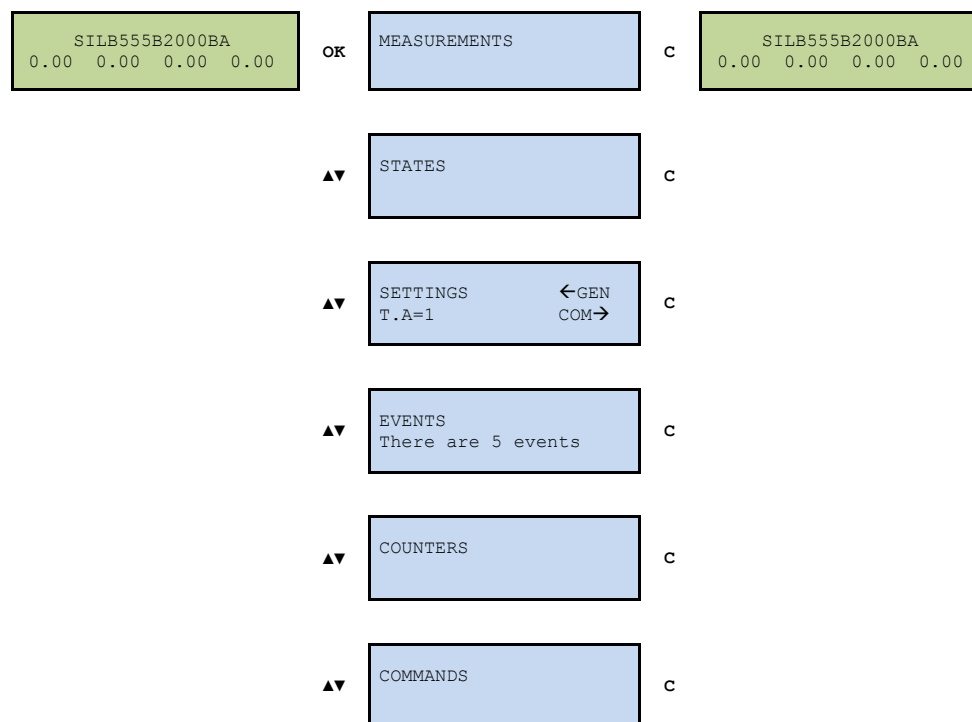 SILB555B2000BA
0.00 0.00 0.00 0.00
OK
MEASUREMENTS
C
SILB555B2000BA
0.00 0.00 0.00 0.00
▲▼
STATES
C
▲▼
SETTINGS ←GEN
T.A=1 COM→
C
▲▼
EVENTS
There are 5 events
C
▲▼
COUNTERS
C
▲▼
COMMANDS
C